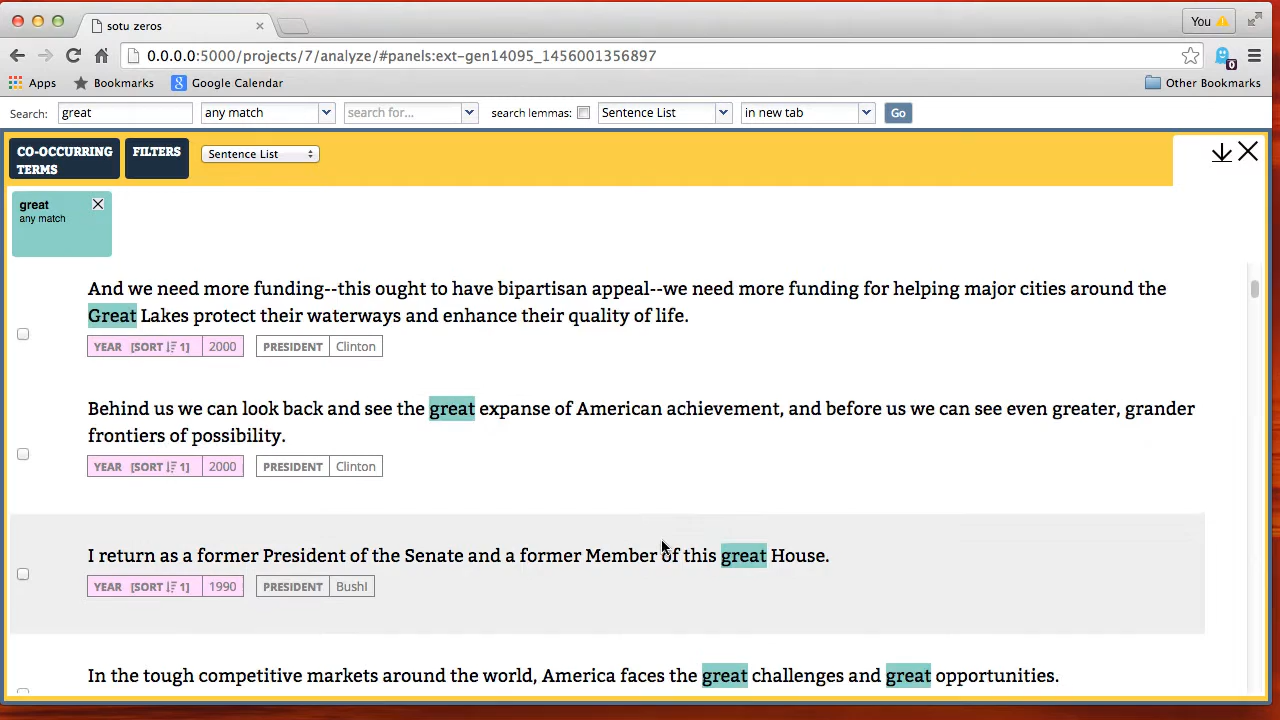 sotu zeros
You
0.0.0.0:5000/projects/7/analyze/#panels:ext-gen14095_1456001356897
0
Apps Bookmarks Google Calendar Other Bookmarks
Search: great any match search for... search lemmas: Sentence List in new tab Go
CO-OCCURRING TERMS FILTERS Sentence List
great
any match
And we need more funding--this ought to have bipartisan appeal--we need more funding for helping major cities around the
Great Lakes protect their waterways and enhance their quality of life.
YEAR [SORT 1] 2000 PRESIDENT Clinton
Behind us we can look back and see the great expanse of American achievement, and before us we can see even greater, grander
frontiers of possibility.
YEAR [SORT 1] 2000 PRESIDENT Clinton
I return as a former President of the Senate and a former Member of this great House.
YEAR [SORT 1] 1990 PRESIDENT BushI
In the tough competitive markets around the world, America faces the great challenges and great opportunities.